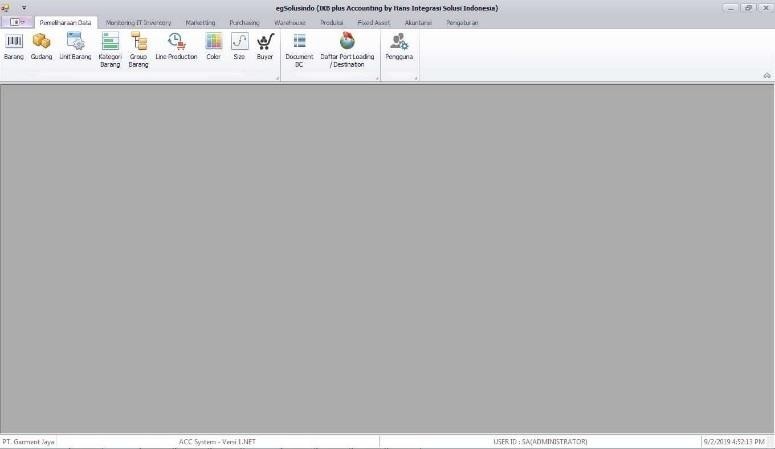 egSolusindo (IKB plus Accounting by Hans Integrasi Solusi Indonesia)
Pemeliharaan Data Monitoring IT Inventory Marketting Purchasing Warehouse Produksi Fixed Asset Akuntansi Pengaturan
Barang Gudang Unit Barang Kategori Barang Group Barang Line Production Color Size Buyer Document BC Daftar Port Loading / Destination Pengguna
PT. Garment Jaya ACC System - Versi 1.NET USER ID : SA(ADMINISTRATOR) 9/2/2019 4:52:13 PM